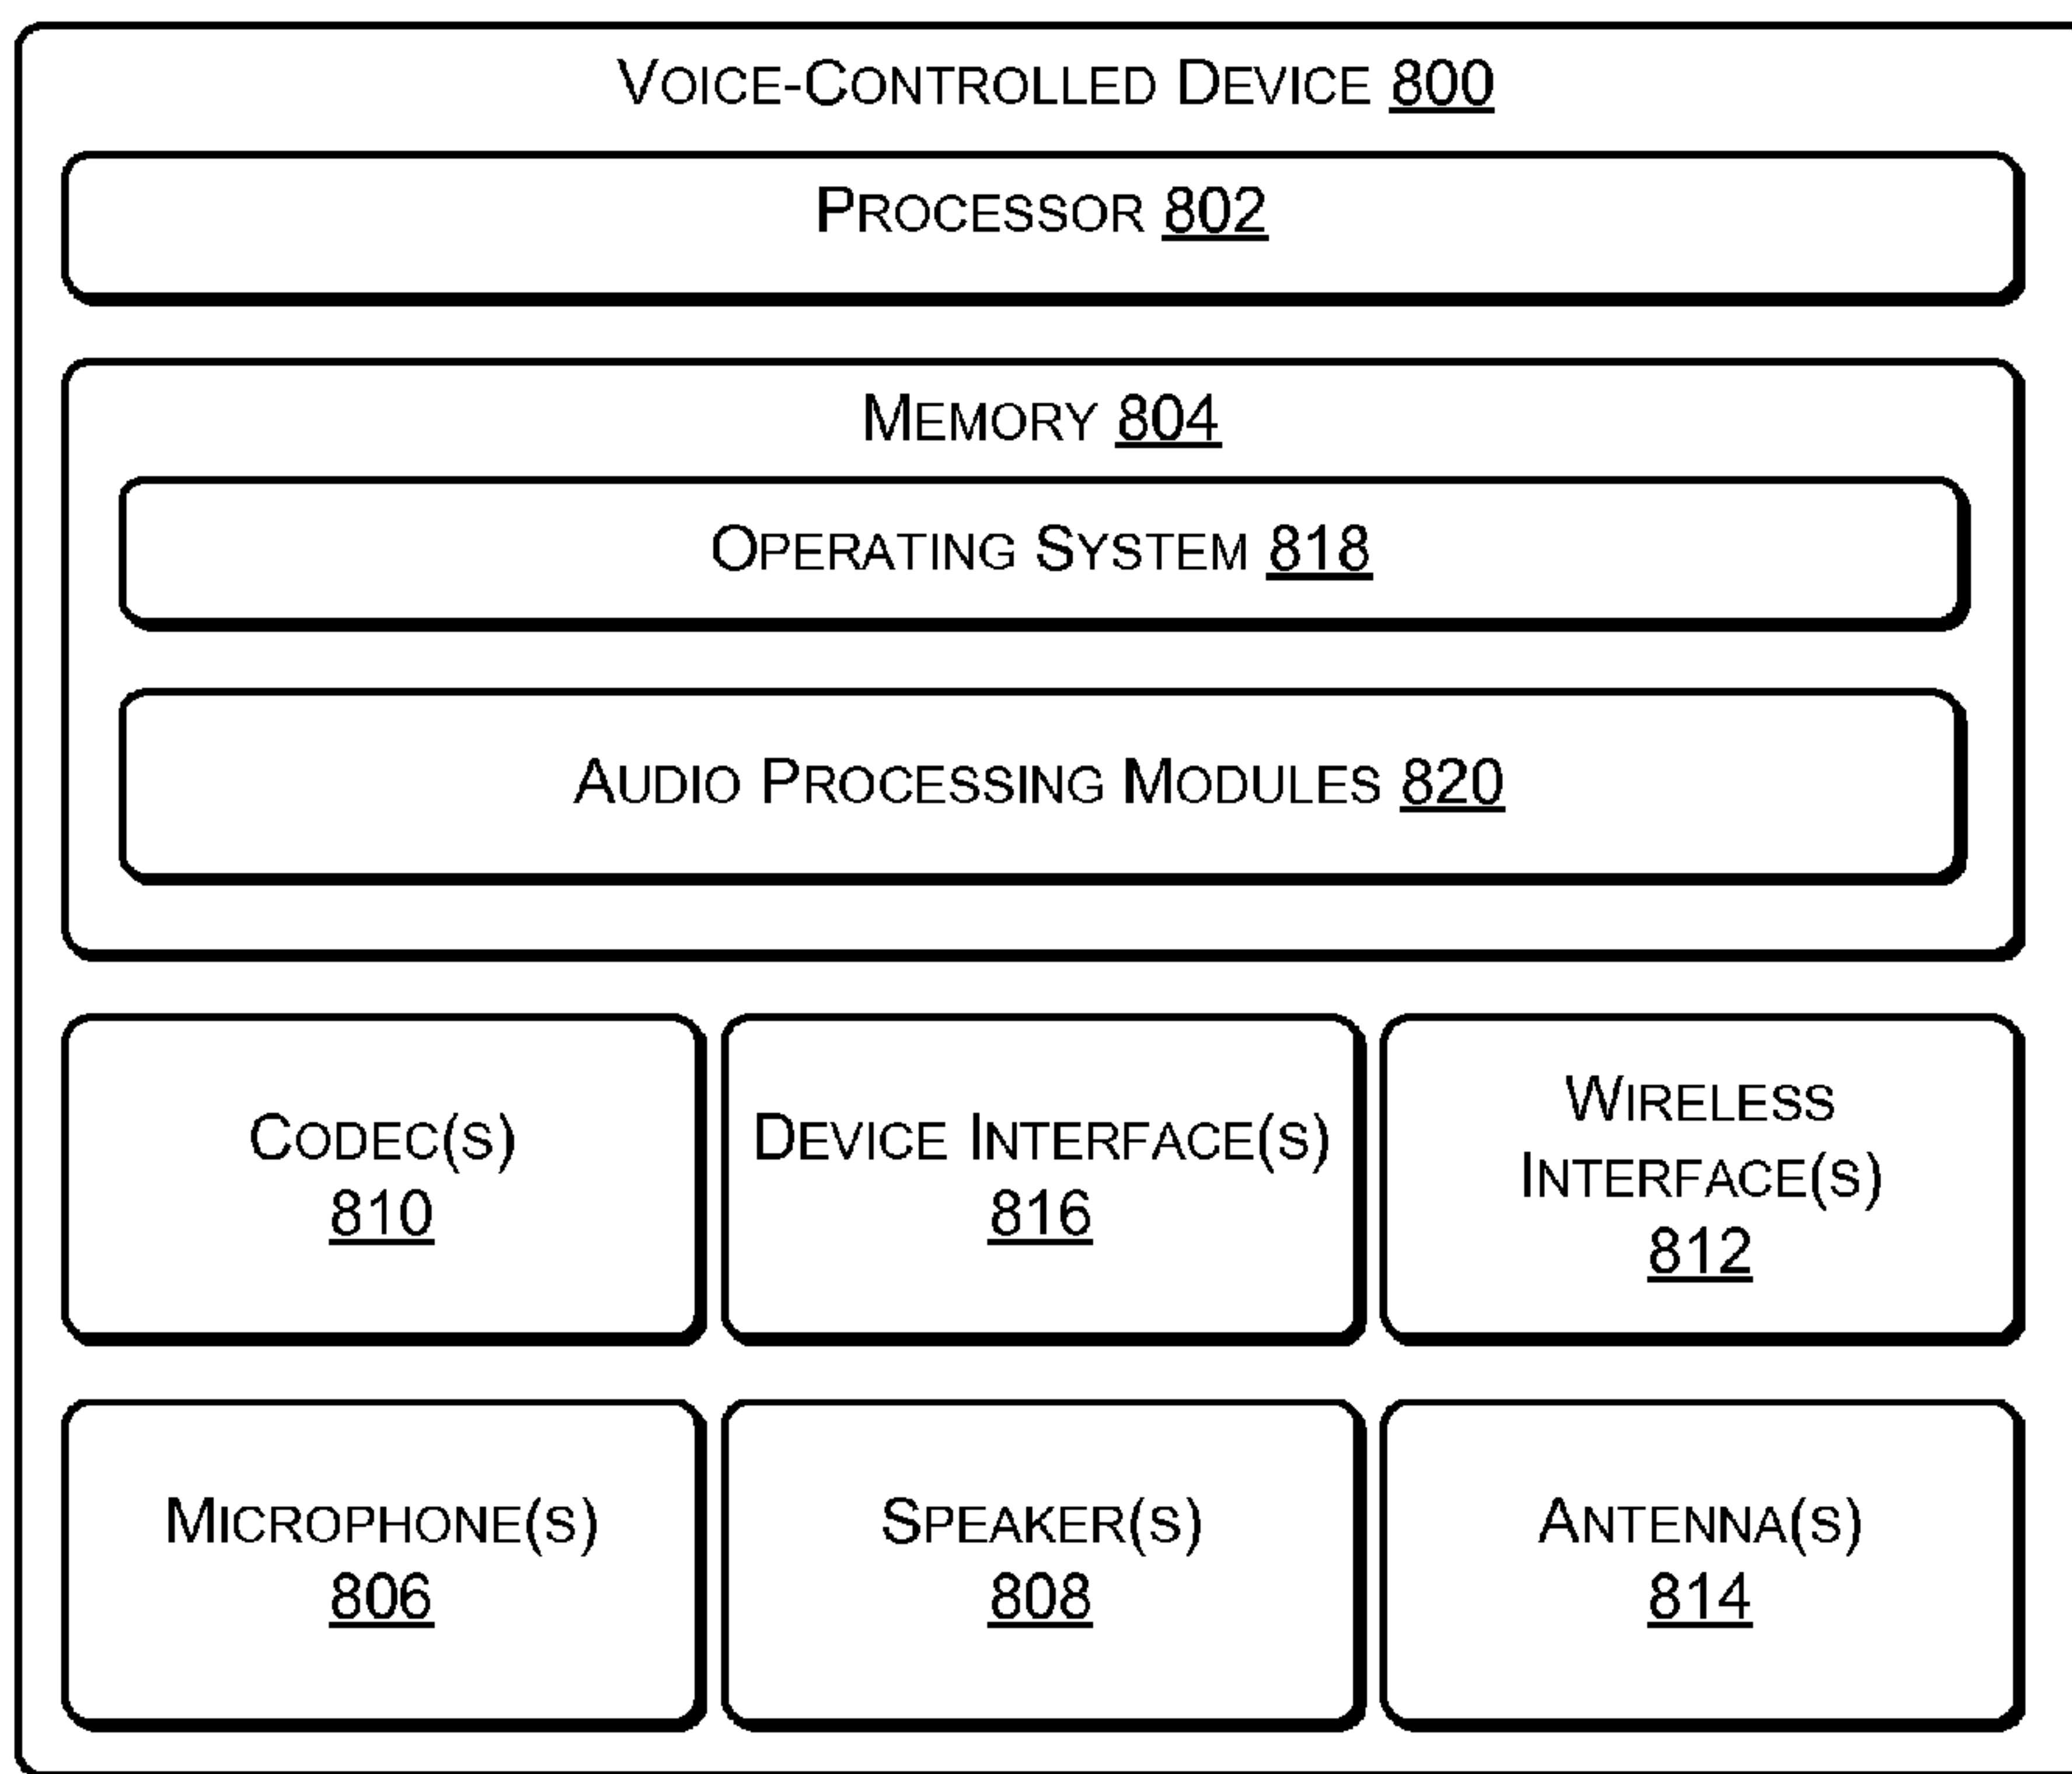 VOICE-CONTROLLED DEVICE 800
PROCESSOR 802
MEMORY 804
OPERATING SYSTEM 818
AUDIO PROCESSING MODULES 820
CODEC(S)
810
DEVICE INTERFACE(S)
816
WIRELESS
INTERFACE(S)
812
MICROPHONE(S)
806
SPEAKER(S)
808
ANTENNA(S)
814